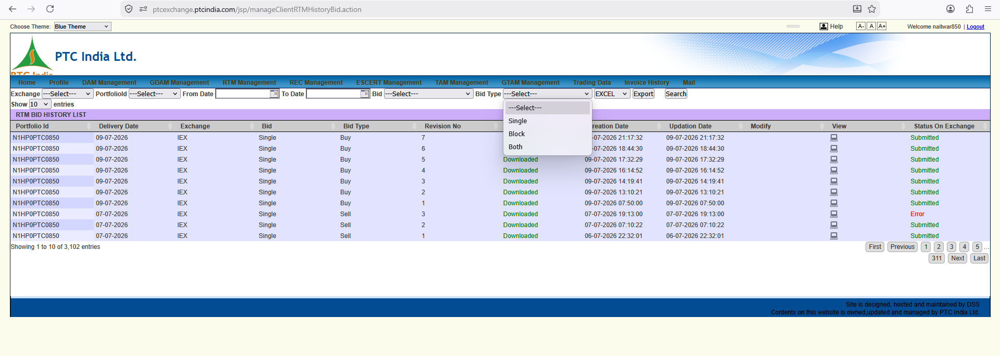 ptcexchange.ptcindia.com/jsp/manageClientRTMHistoryBid.action
Choose Theme: Blue Theme Help A- A A+ Welcome naitwar850 | Logout
PTC India Ltd.
PTC India
Home Profile DAM Management GDAM Management RTM Management REC Management ESCERT Management TAM Management GTAM Management Trading Data Invoice History Mail
Exchange ---Select--- PortfolioId ---Select--- From Date To Date Bid ---Select--- Bid Type ---Select--- EXCEL Export Search
Show 10 entries
---Select---
Single
Block
Both
RTM BID HISTORY LIST
Portfolio Id Delivery Date Exchange Bid Bid Type Revision No reation Date Updation Date Modify View Status On Exchange
N1HP0PTC0850 09-07-2026 IEX Single Buy 7 -07-2026 21:17:32 09-07-2026 21:17:32 Submitted
N1HP0PTC0850 09-07-2026 IEX Single Buy 6 -07-2026 18:44:30 09-07-2026 18:44:30 Submitted
N1HP0PTC0850 09-07-2026 IEX Single Buy 5 Downloaded 09-07-2026 17:32:29 09-07-2026 17:32:29 Submitted
N1HP0PTC0850 09-07-2026 IEX Single Buy 4 Downloaded 09-07-2026 16:14:52 09-07-2026 16:14:52 Submitted
N1HP0PTC0850 09-07-2026 IEX Single Buy 3 Downloaded 09-07-2026 14:19:41 09-07-2026 14:19:41 Submitted
N1HP0PTC0850 09-07-2026 IEX Single Buy 2 Downloaded 09-07-2026 13:10:21 09-07-2026 13:10:21 Submitted
N1HP0PTC0850 09-07-2026 IEX Single Buy 1 Downloaded 09-07-2026 07:50:00 09-07-2026 07:50:00 Submitted
N1HP0PTC0850 07-07-2026 IEX Single Sell 3 Downloaded 07-07-2026 19:13:00 07-07-2026 19:13:00 Error
N1HP0PTC0850 07-07-2026 IEX Single Sell 2 Downloaded 07-07-2026 07:10:22 07-07-2026 07:10:22 Submitted
N1HP0PTC0850 07-07-2026 IEX Single Sell 1 Downloaded 06-07-2026 22:32:01 06-07-2026 22:32:01 Submitted
Showing 1 to 10 of 3,102 entries First Previous 1 2 3 4 5 ...
311 Next Last
Site is designed, hosted and maintained by DSS
Contents on this website is owned,updated and managed by PTC India Ltd.